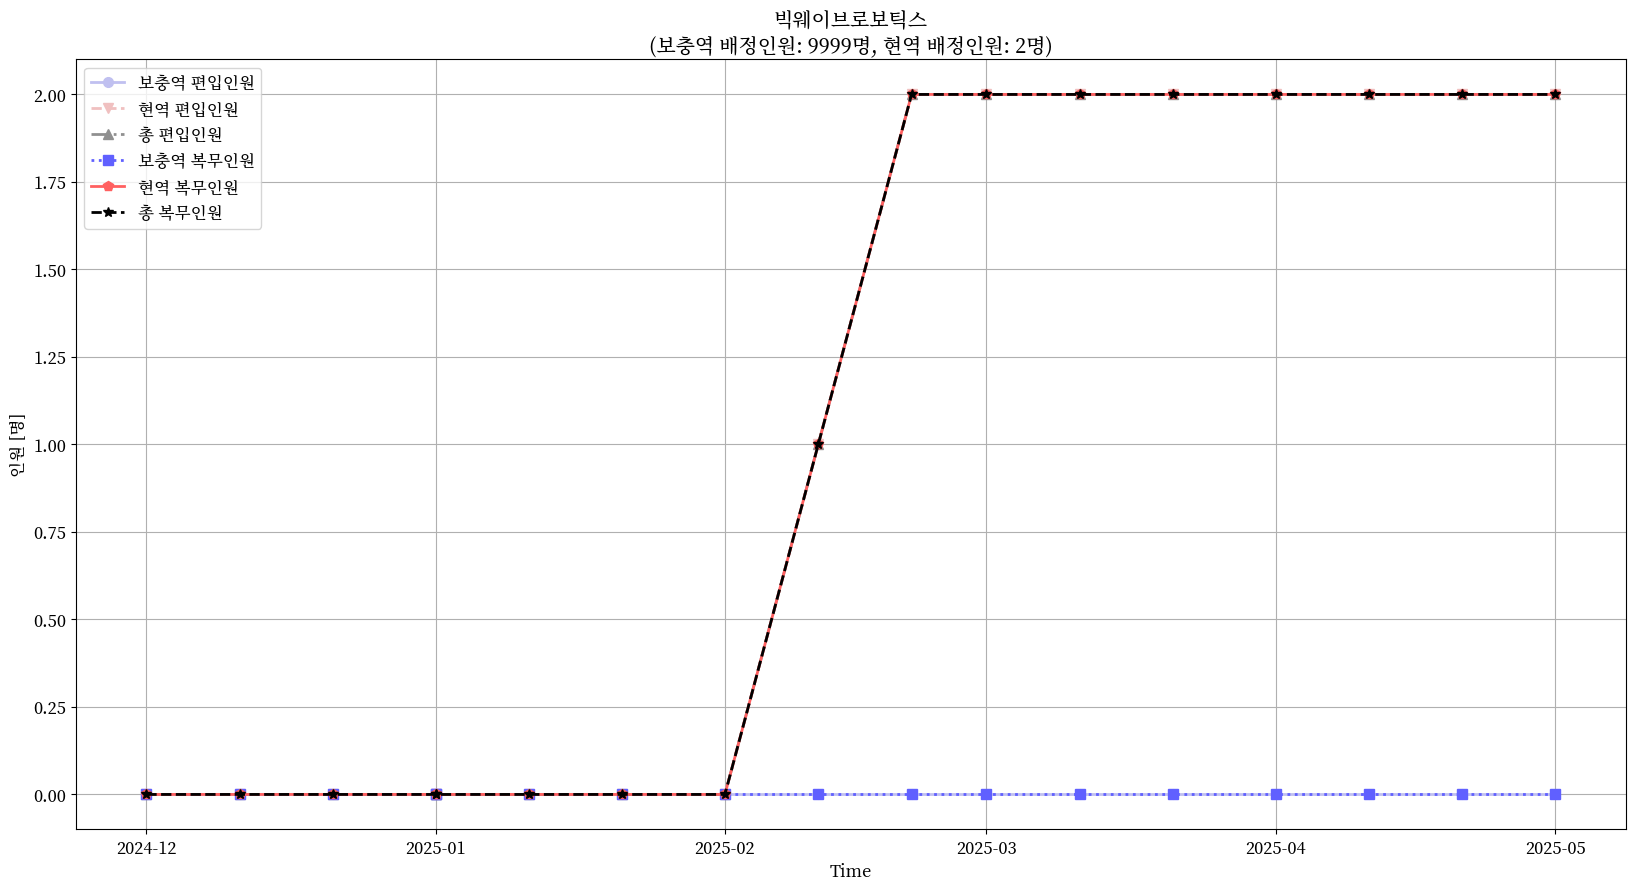 빅웨이브로보틱스
(보충역 배정인원: 9999명, 현역 배정인원: 2명)
보충역 편입인원
현역 편입인원
총 편입인원
보충역 복무인원
현역 복무인원
총 복무인원
2.00
1.75
1.50
1.25
1.00
0.75
0.50
0.25
0.00
인원 [명]
2024-12
2025-01
2025-02
2025-03
2025-04
2025-05
Time